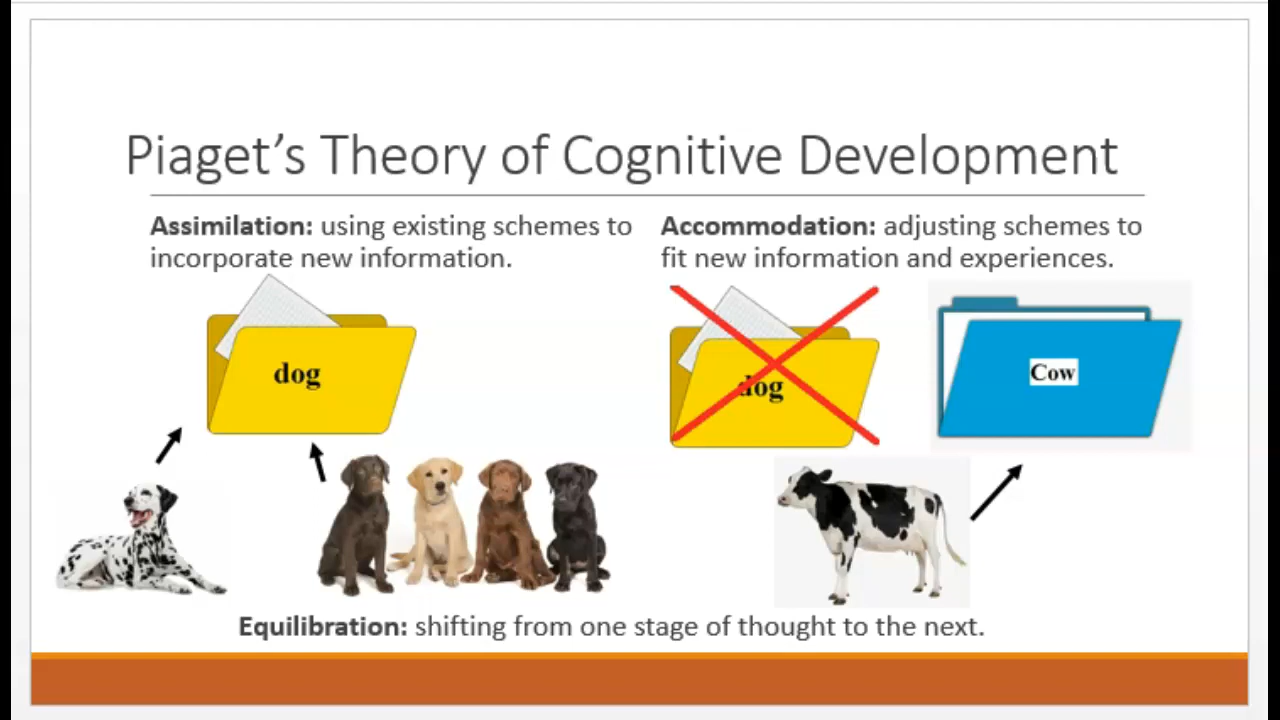 Piaget’s Theory of Cognitive Development
Assimilation: using existing schemes to
incorporate new information.
Accommodation: adjusting schemes to
fit new information and experiences.
dog
dog
Cow
Equilibration: shifting from one stage of thought to the next.